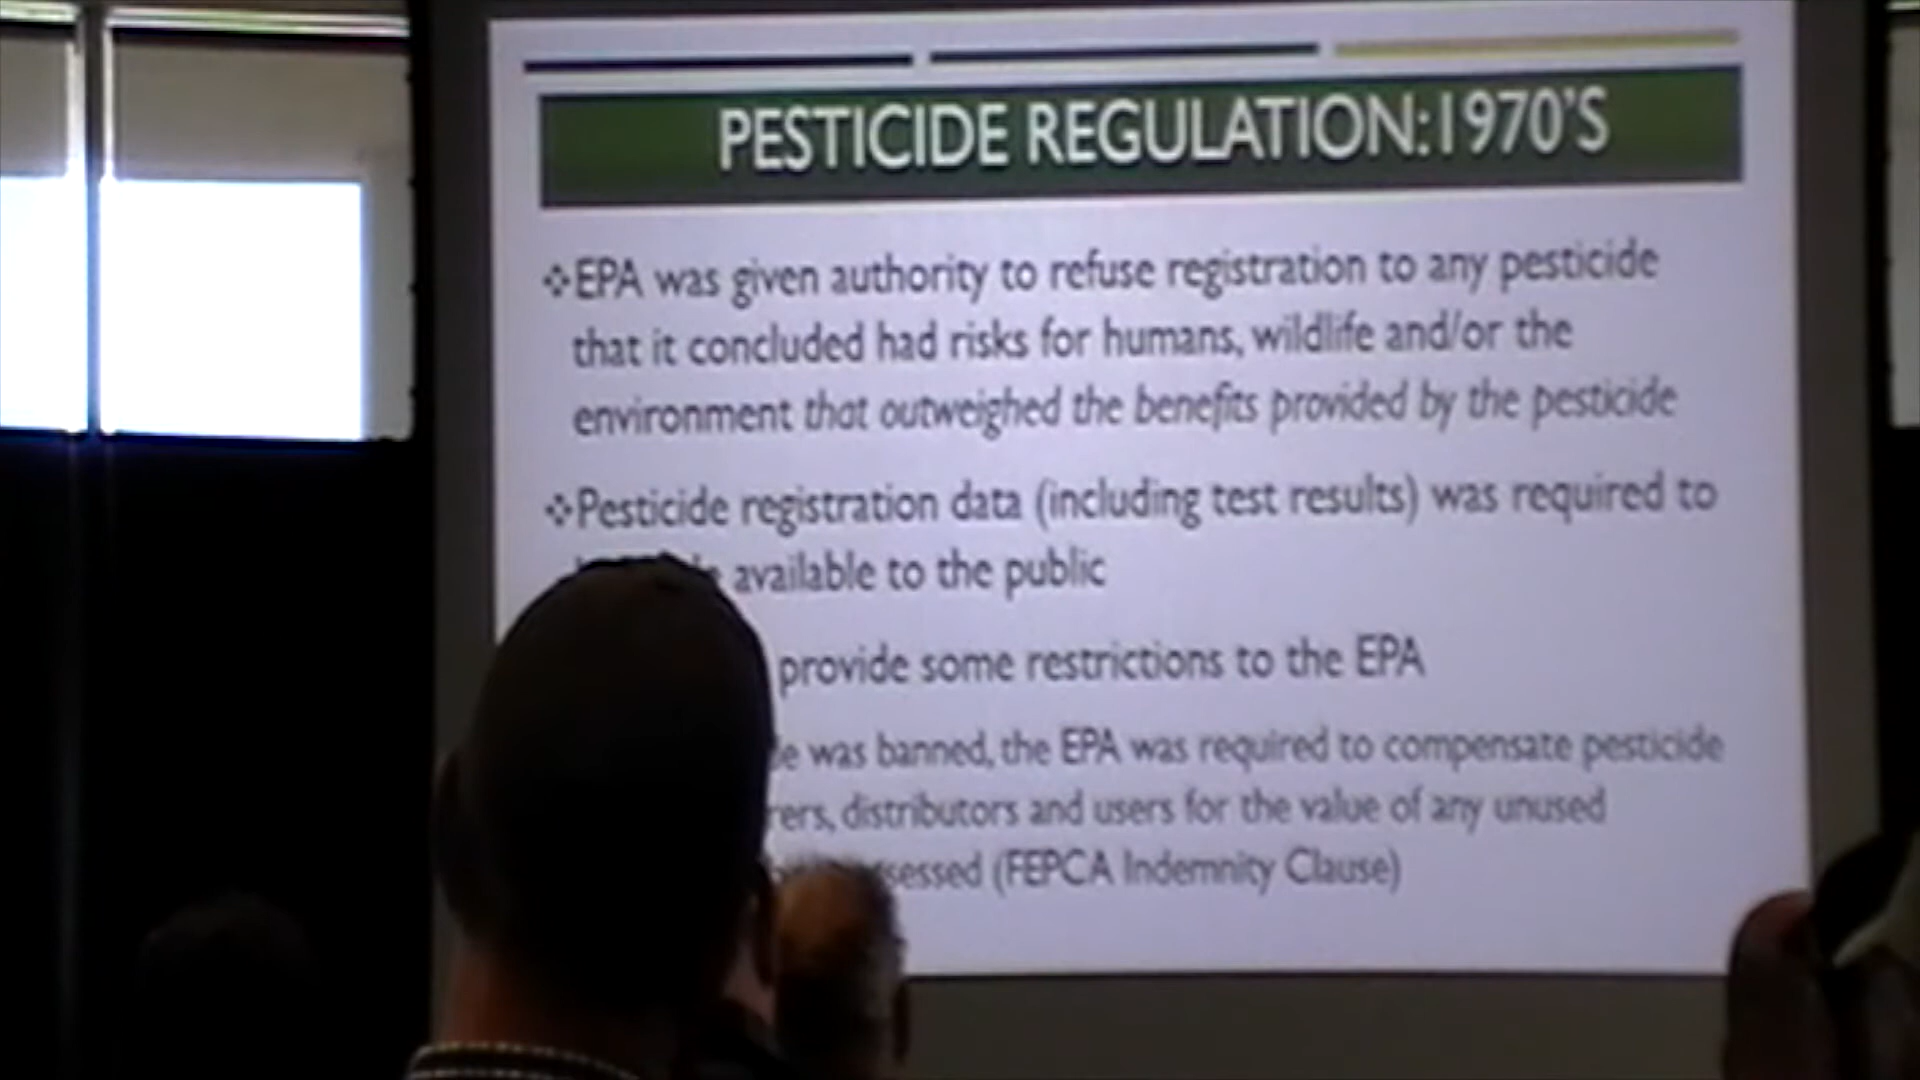 PESTICIDE REGULATION:1970'S
❖EPA was given authority to refuse registration to any pesticide
that it concluded had risks for humans, wildlife and/or the
environment that outweighed the benefits provided by the pesticide
❖Pesticide registration data (including test results) was required to
available to the public
provide some restrictions to the EPA
was banned, the EPA was required to compensate pesticide
distributors and users for the value of any unused
(FEPCA Indemnity Clause)